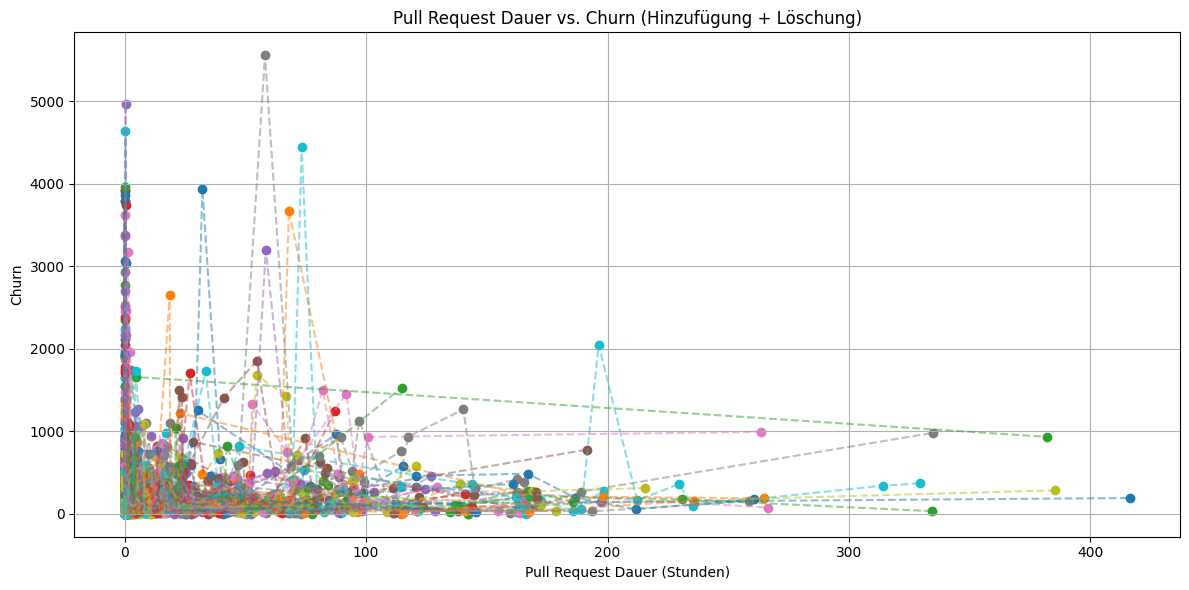 Pull Request Dauer vs. Churn (Hinzufügung + Löschung)
Churn
5000
4000
3000
2000
1000
0
0 100 200 300 400
Pull Request Dauer (Stunden)